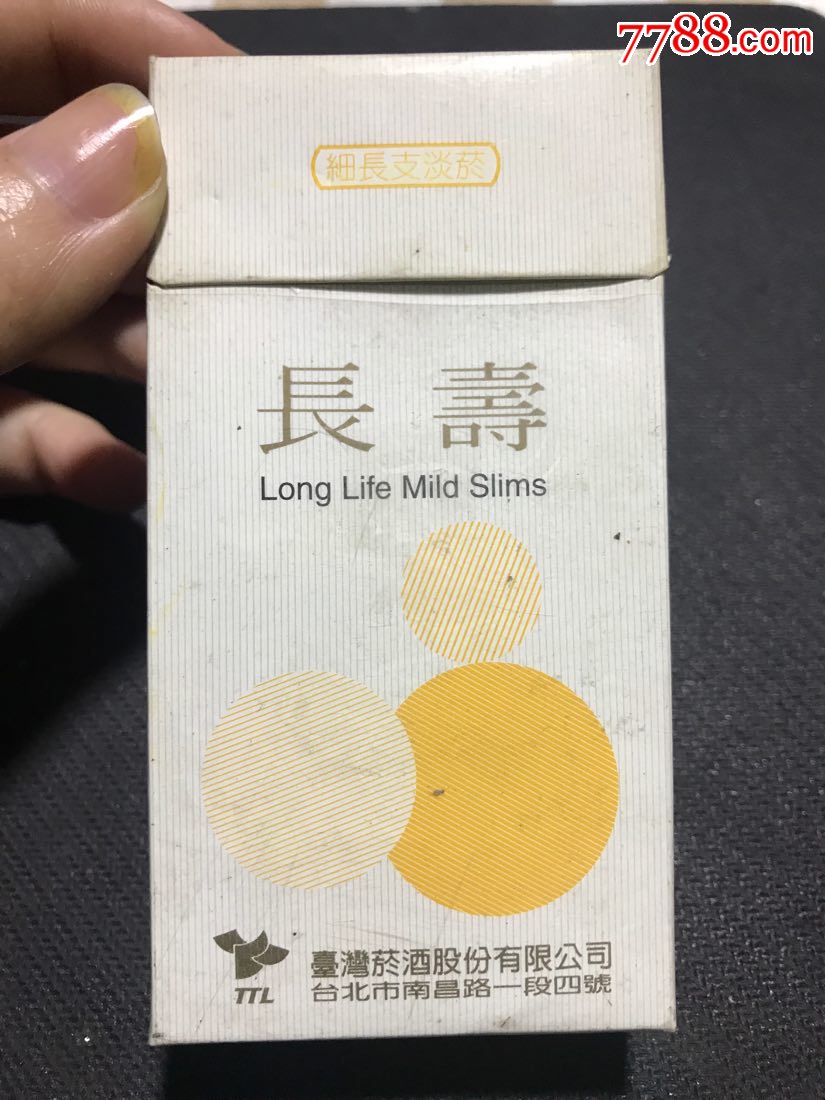 7788.com
細長支淡菸
長壽
Long Life Mild Slims
TTL
臺灣菸酒股份有限公司
台北市南昌路一段四號